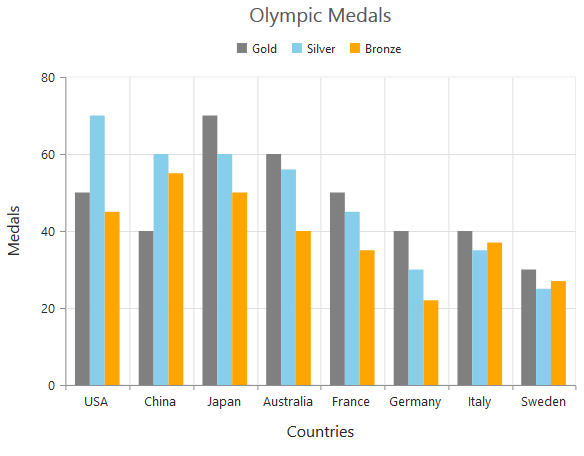 Olympic Medals
Gold Silver Bronze
80
60
40
20
0
Medals
USA China Japan Australia France Germany Italy Sweden
Countries